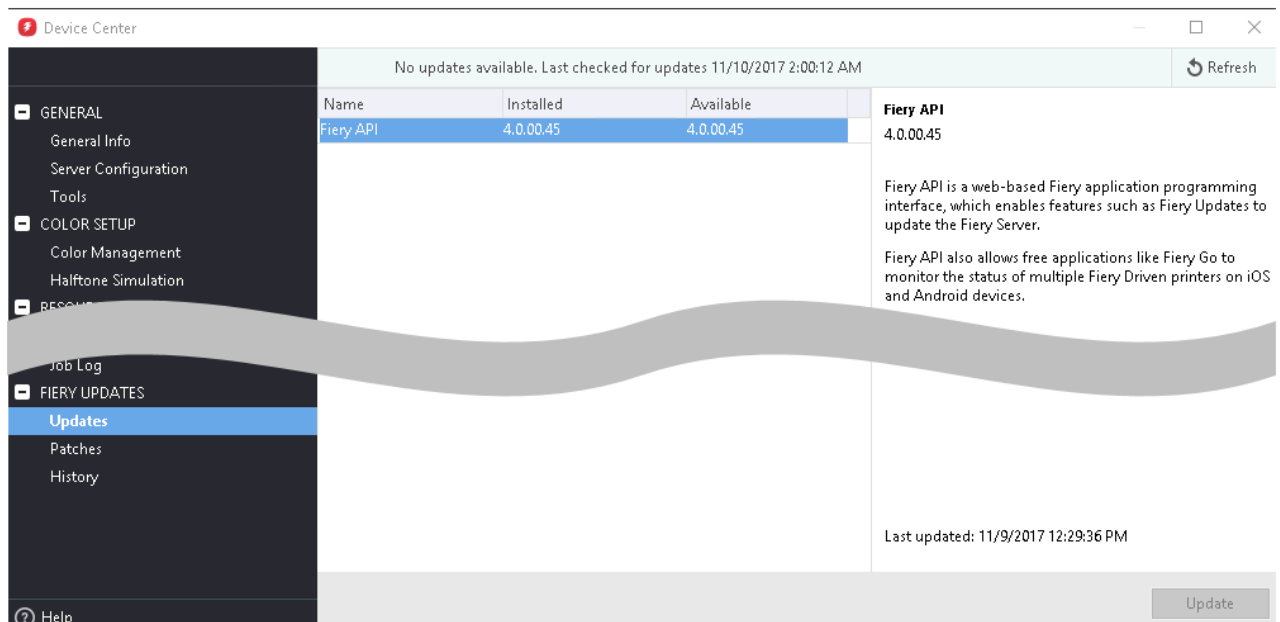 Device Center
No updates available. Last checked for updates 11/10/2017 2:00:12 AM
Refresh
GENERAL
General Info
Server Configuration
Tools
COLOR SETUP
Color Management
Halftone Simulation
Job Log
FIERY UPDATES
Updates
Patches
History
Help
Name Installed Available
Fiery API 4.0.00.45 4.0.00.45
Fiery API
4.0.00.45
Fiery API is a web-based Fiery application programming
interface, which enables features such as Fiery Updates to
update the Fiery Server.
Fiery API also allows free applications like Fiery Go to
monitor the status of multiple Fiery Driven printers on iOS
and Android devices.
Last updated: 11/9/2017 12:29:36 PM
Update